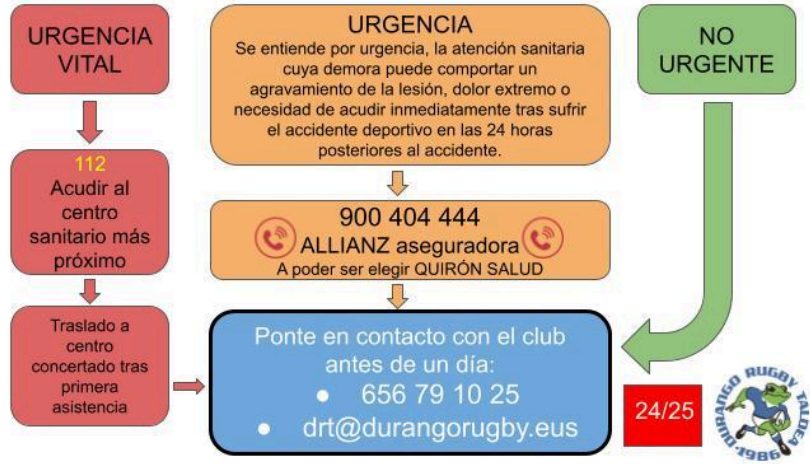 URGENCIA
VITAL
112
Acudir al
centro
sanitario más
próximo
Traslado a
centro
concertado tras
primera
asistencia
URGENCIA
Se entiende por urgencia, la atención sanitaria
cuya demora puede comportar un
agravamiento de la lesión, dolor extremo o
necesidad de acudir inmediatamente tras sufrir
el accidente deportivo en las 24 horas
posteriores al accidente.
900 404 444
ALLIANZ aseguradora
A poder ser elegir QUIRÓN SALUD
NO
URGENTE
Ponte en contacto con el club
antes de un día:
● 656 79 10 25
● drt@durangorugby.eus
24/25
DURANGO RUGBY TALDEA
1986